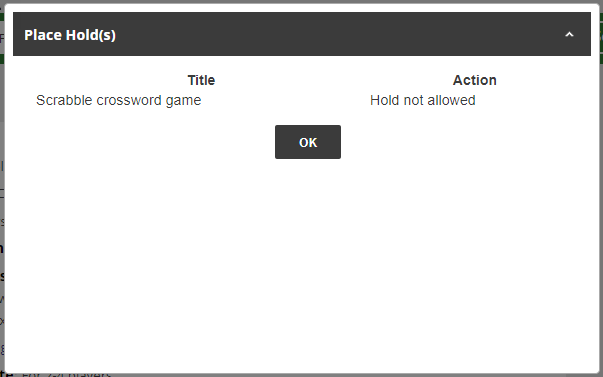 Place Hold(s)
Title Action
Scrabble crossword game Hold not allowed
OK